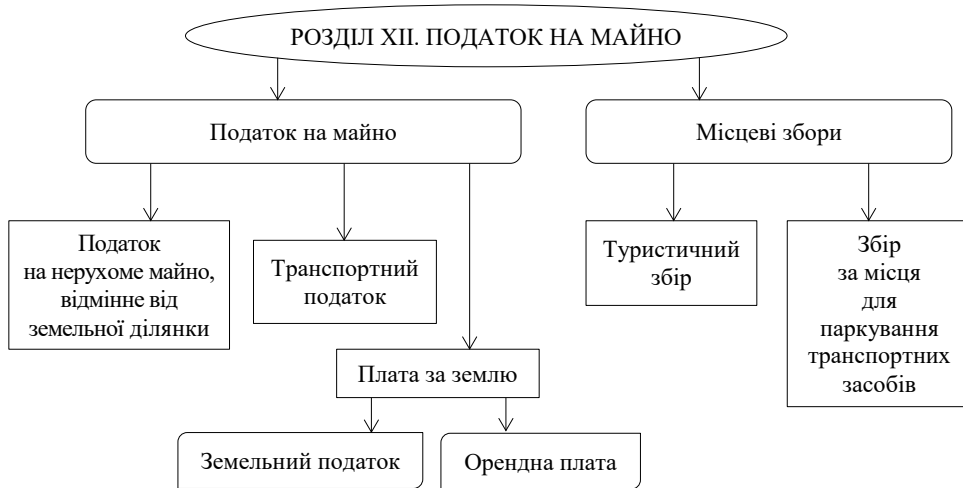 РОЗДІЛ XII. ПОДАТОК НА МАЙНО
Податок на майно
Місцеві збори
Податок
на нерухоме майно,
відмінне від
земельної ділянки
Транспортний
податок
Туристичний
збір
Збір
за місця
для
паркування
транспортних
засобів
Плата за землю
Земельний податок
Орендна плата